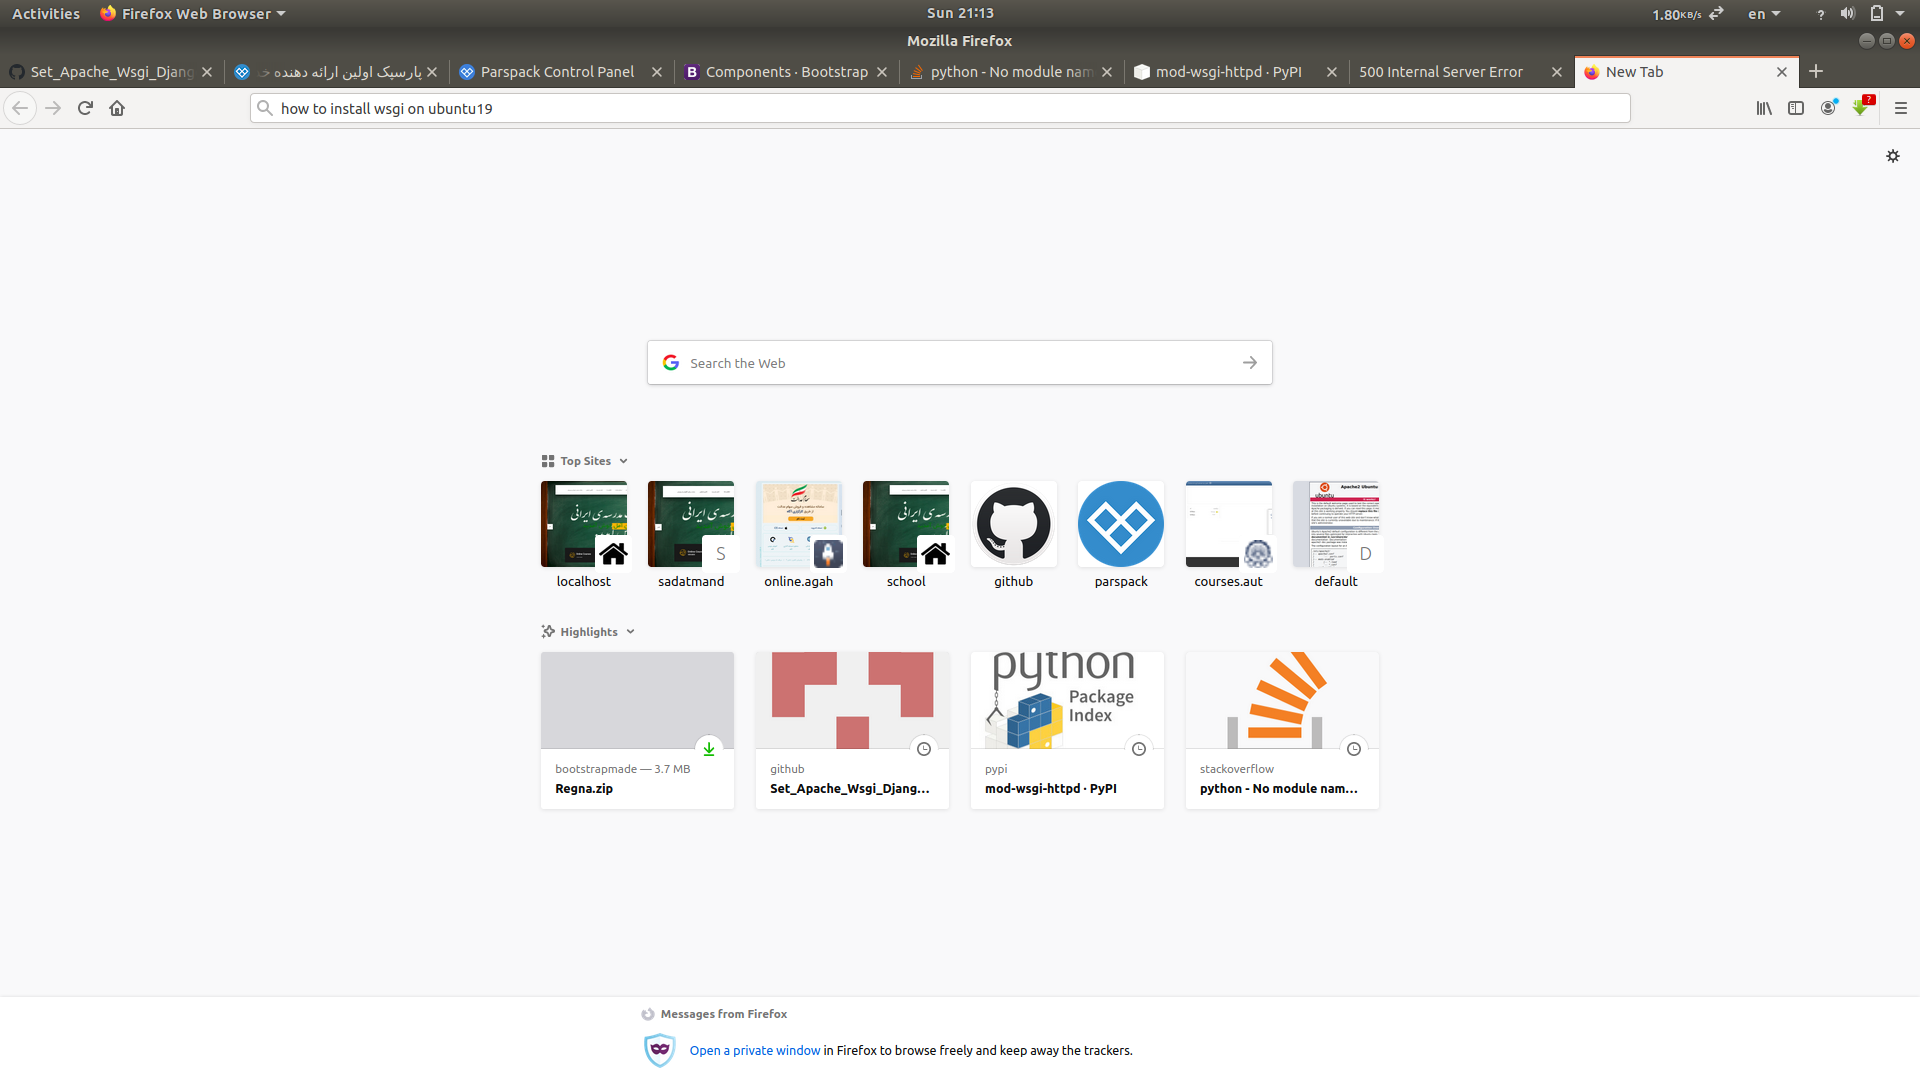 Activities
Firefox Web Browser
Sun 21:13
1.80KB/s
en
?
Mozilla Firefox
Set_Apache_Wsgi_Djang
پارسپک اولین ارائه دهنده
Parspack Control Panel
Components · Bootstrap
python - No module nam
mod-wsgi-httpd · PyPI
500 Internal Server Error
New Tab
how to install wsgi on ubuntu19
?
Search the Web
Top Sites
S
D
localhost
sadatmand
online.agah
school
github
parspack
courses.aut
default
Highlights
python
Package
Index
bootstrapmade — 3.7 MB
Regna.zip
github
Set_Apache_Wsgi_Djang...
pypi
mod-wsgi-httpd · PyPI
stackoverflow
python - No module nam...
Messages from Firefox
Open a private window in Firefox to browse freely and keep away the trackers.